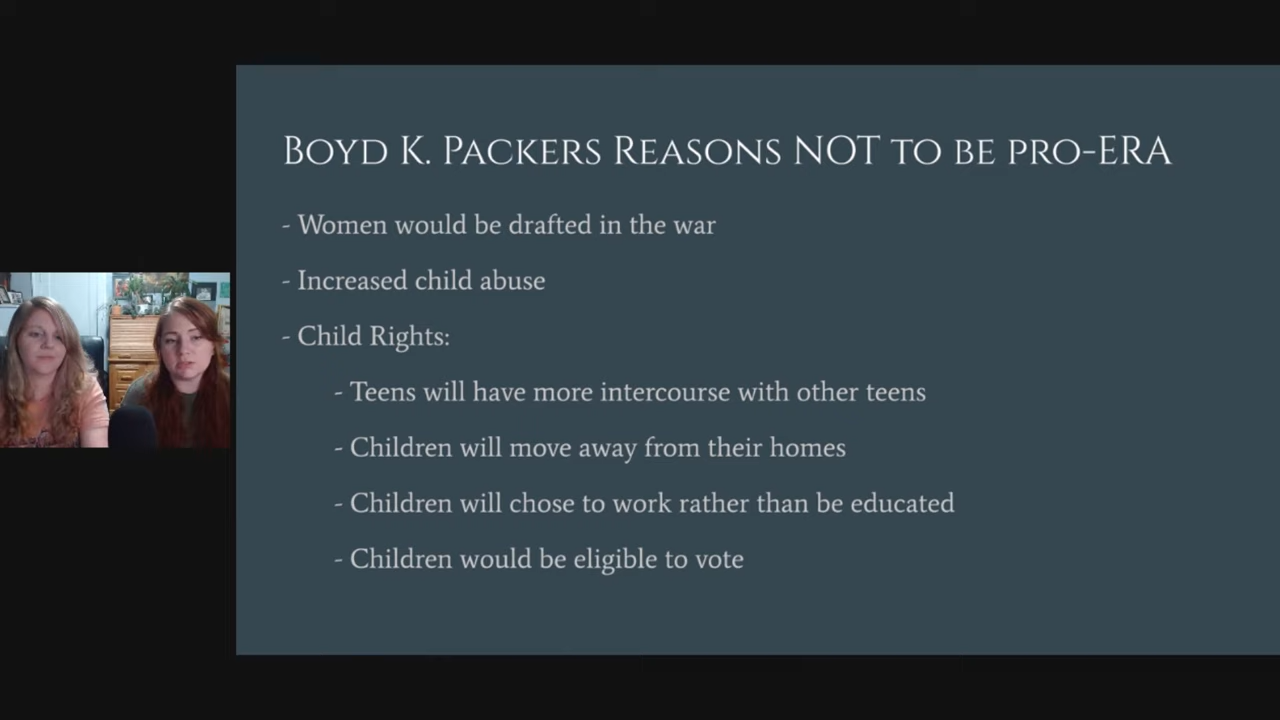 Boyd K. Packers Reasons NOT to be pro-ERA
- Women would be drafted in the war
- Increased child abuse
- Child Rights:
- Teens will have more intercourse with other teens
- Children will move away from their homes
- Children will chose to work rather than be educated
- Children would be eligible to vote